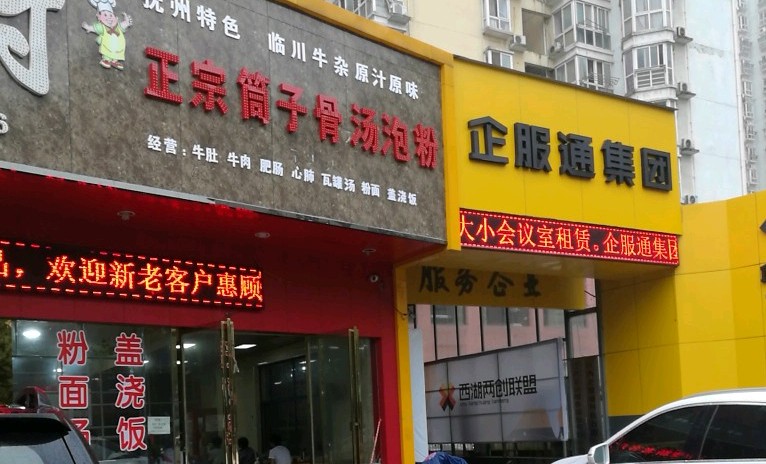 抚州特色 临川牛杂原汁原味
正宗筒子骨汤泡粉
经营：牛肚 牛肉 肥肠 心肺 瓦罐汤 粉面 盖浇饭
6
，欢迎新老客户惠顾
粉面汤
盖浇饭
企服通集团
大小会议室租赁。企服通集团
服务企业
西湖两创联盟